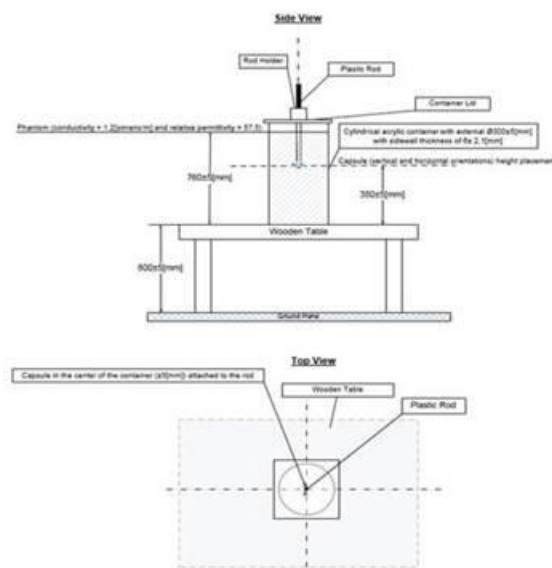 Side View
Rod Holder
Plastic Rod
Container Lid
Phantom (conductivity = 1.2[simens/m] and relative permittivity = 57.5)
Cylindrical acrylic container with external Ø300±5[mm]
with sidewall thickness of 6± 2.1[mm]
Capsule (vertical and horizontal orientations) height placement
760±5[mm]
380±5[mm]
Wooden Table
800±5[mm]
Ground Plane
Top View
Capsule in the center of the container (±5[mm]) attached to the rod
Wooden Table
Plastic Rod